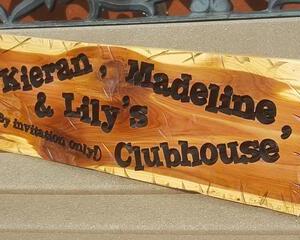 Kieran, Madeline,
& Lily's
Clubhouse
(By invitation only!)